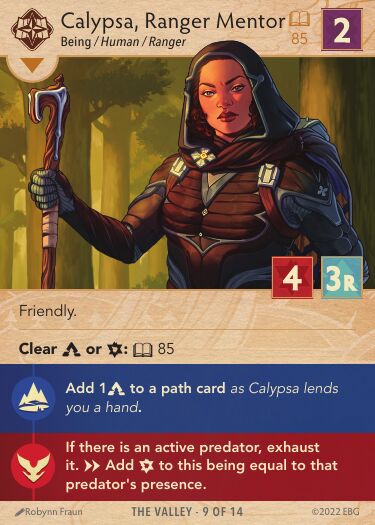 Calypsa, Ranger Mentor
85
2
Being / Human / Ranger
4
3R
Friendly.
Clear or : 85
Add 1 to a path card as Calypsa lends
you a hand.
If there is an active predator, exhaust
it. Add to this being equal to that
predator's presence.
Robynn Fraun
THE VALLEY - 9 OF 14
©2022 EBG